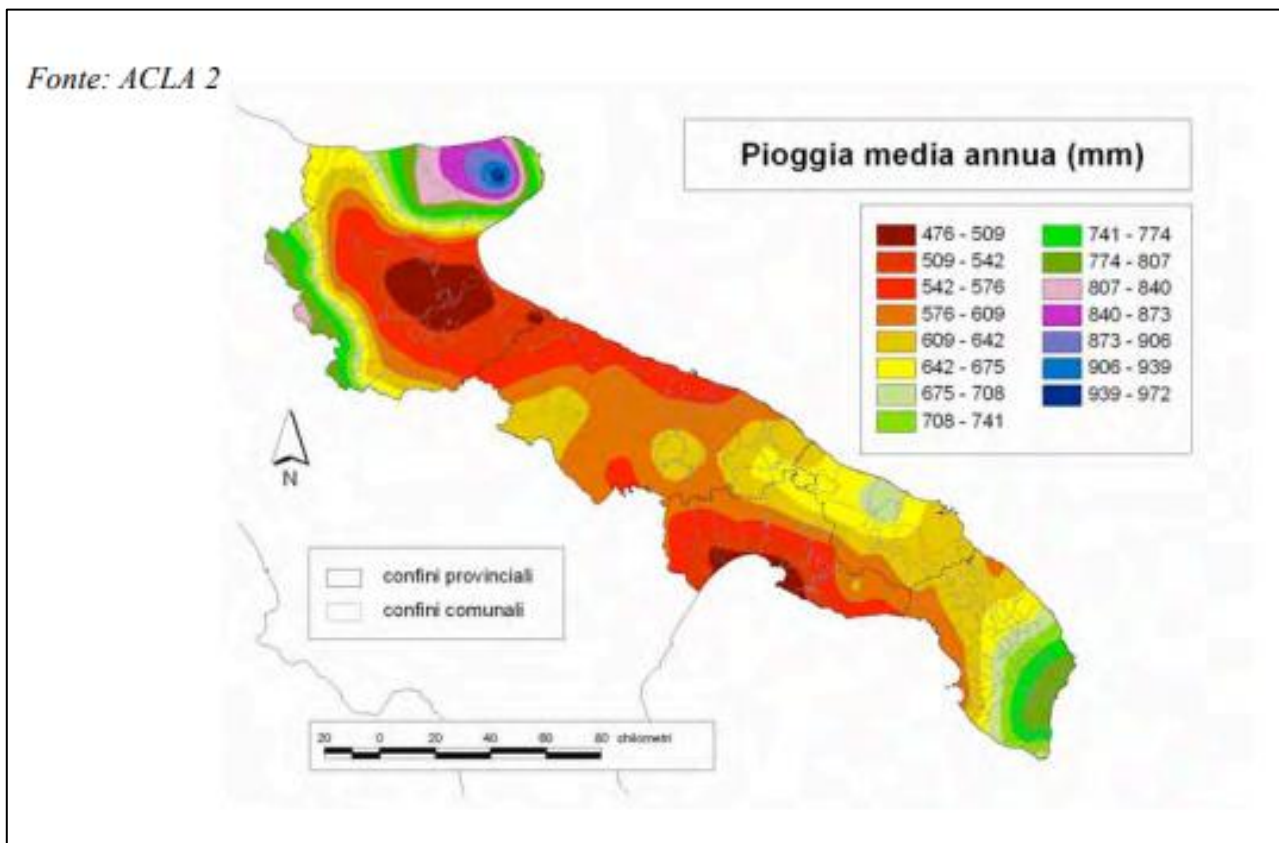 Fonte: ACLA 2
Pioggia media annua (mm)
476 - 509
509 - 542
542 - 576
576 - 609
609 - 642
642 - 675
675 - 708
708 - 741
741 - 774
774 - 807
807 - 840
840 - 873
873 - 906
906 - 939
939 - 972
N
confini provinciali
confini comunali
20 0 20 40 60 80 chilometri